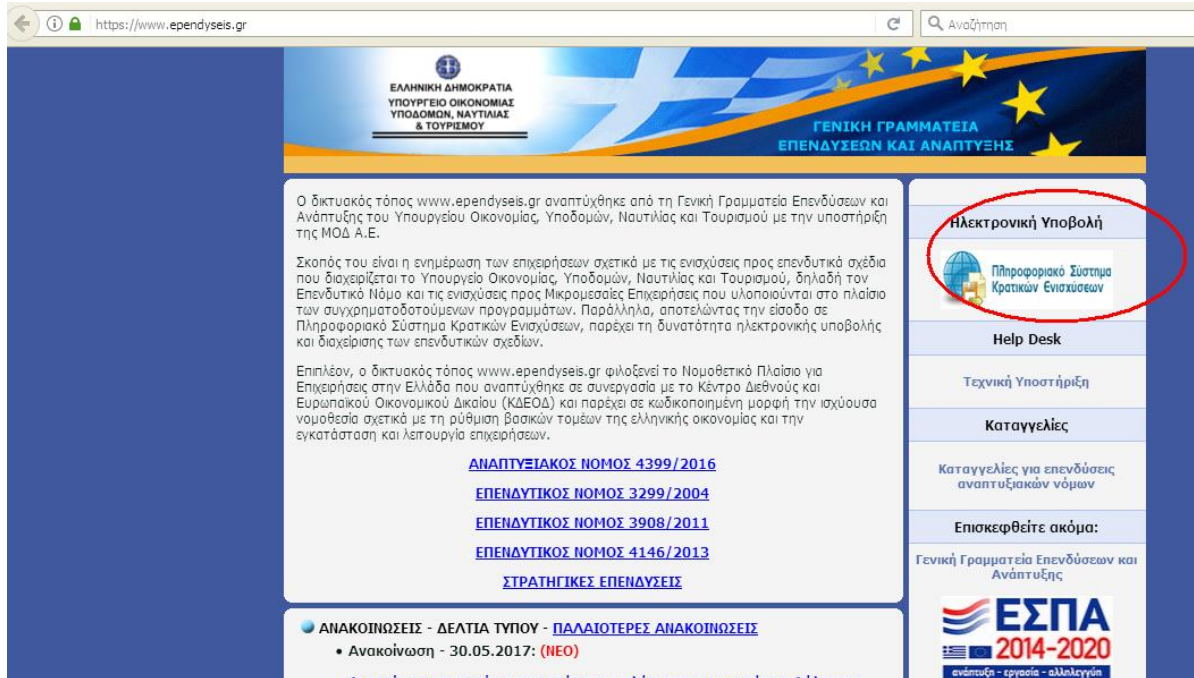 https://www.ependyseis.gr
Αναζήτηση
ΕΛΛΗΝΙΚΗ ΔΗΜΟΚΡΑΤΙΑ
ΥΠΟΥΡΓΕΙΟ ΟΙΚΟΝΟΜΙΑΣ
ΥΠΟΔΟΜΩΝ, ΝΑΥΤΙΛΙΑΣ
& ΤΟΥΡΙΣΜΟΥ
ΓΕΝΙΚΗ ΓΡΑΜΜΑΤΕΙΑ
ΕΠΕΝΔΥΣΕΩΝ ΚΑΙ ΑΝΑΠΤΥΞΗΣ
Ο δικτυακός τόπος www.ependyseis.gr αναπτύχθηκε από τη Γενική Γραμματεία Επενδύσεων και
Ανάπτυξης του Υπουργείου Οικονομίας, Υποδομών, Ναυτιλίας και Τουρισμού με την υποστήριξη
της ΜΟΔ Α.Ε.
Σκοπός του είναι η ενημέρωση των επιχειρήσεων σχετικά με τις ενισχύσεις προς επενδυτικά σχέδια
που διαχειρίζεται το Υπουργείο Οικονομίας, Υποδομών, Ναυτιλίας και Τουρισμού, δηλαδή τον
Επενδυτικό Νόμο και τις ενισχύσεις προς Μικρομεσαίες Επιχειρήσεις που υλοποιούνται στο πλαίσιο
των συγχρηματοδοτούμενων προγραμμάτων. Παράλληλα, αποτελώντας την είσοδο σε
Πληροφοριακό Σύστημα Κρατικών Ενισχύσεων, παρέχει τη δυνατότητα ηλεκτρονικής υποβολής
και διαχείρισης των επενδυτικών σχεδίων.
Επιπλέον, ο δικτυακός τόπος www.ependyseis.gr φιλοξενεί το Νομοθετικό Πλαίσιο για
Επιχειρήσεις στην Ελλάδα που αναπτύχθηκε σε συνεργασία με το Κέντρο Διεθνούς και
Ευρωπαϊκού Οικονομικού Δικαίου (ΚΔΕΟΔ) και παρέχει σε κωδικοποιημένη μορφή την ισχύουσα
νομοθεσία σχετικά με τη ρύθμιση βασικών τομέων της ελληνικής οικονομίας και την
εγκατάσταση και λειτουργία επιχειρήσεων.
ΑΝΑΠΤΥΞΙΑΚΟΣ ΝΟΜΟΣ 4399/2016
ΕΠΕΝΔΥΤΙΚΟΣ ΝΟΜΟΣ 3299/2004
ΕΠΕΝΔΥΤΙΚΟΣ ΝΟΜΟΣ 3908/2011
ΕΠΕΝΔΥΤΙΚΟΣ ΝΟΜΟΣ 4146/2013
ΣΤΡΑΤΗΓΙΚΕΣ ΕΠΕΝΔΥΣΕΙΣ
ΑΝΑΚΟΙΝΩΣΕΙΣ - ΔΕΛΤΙΑ ΤΥΠΟΥ - ΠΑΛΑΙΟΤΕΡΕΣ ΑΝΑΚΟΙΝΩΣΕΙΣ
• Ανακοίνωση - 30.05.2017: (ΝΕΟ)
Ηλεκτρονική Υποβολή
Πληροφοριακό Σύστημα
Κρατικών Ενισχύσεων
Help Desk
Τεχνική Υποστήριξη
Καταγγελίες
Καταγγελίες για επενδύσεις
αναπτυξιακών νόμων
Επισκεφθείτε ακόμα:
Γενική Γραμματεία Επενδύσεων και
Ανάπτυξης
ΕΣΠΑ
2014-2020
ανάπτυξη - εργασία - αλληλεγγύη